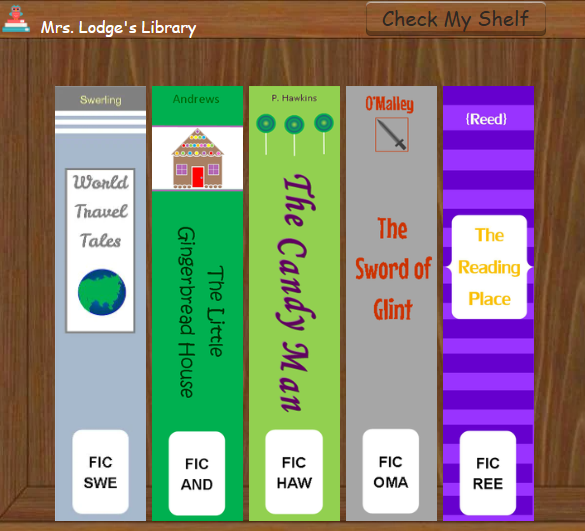 Mrs. Lodge's Library
Check My Shelf
Swerling
World
Travel
Tales
FIC
SWE
Andrews
The Little
Gingerbread House
FIC
AND
P. Hawkins
The Candy Man
FIC
HAW
O'Malley
The
Sword of
Glint
FIC
OMA
{Reed}
The
Reading
Place
FIC
REE